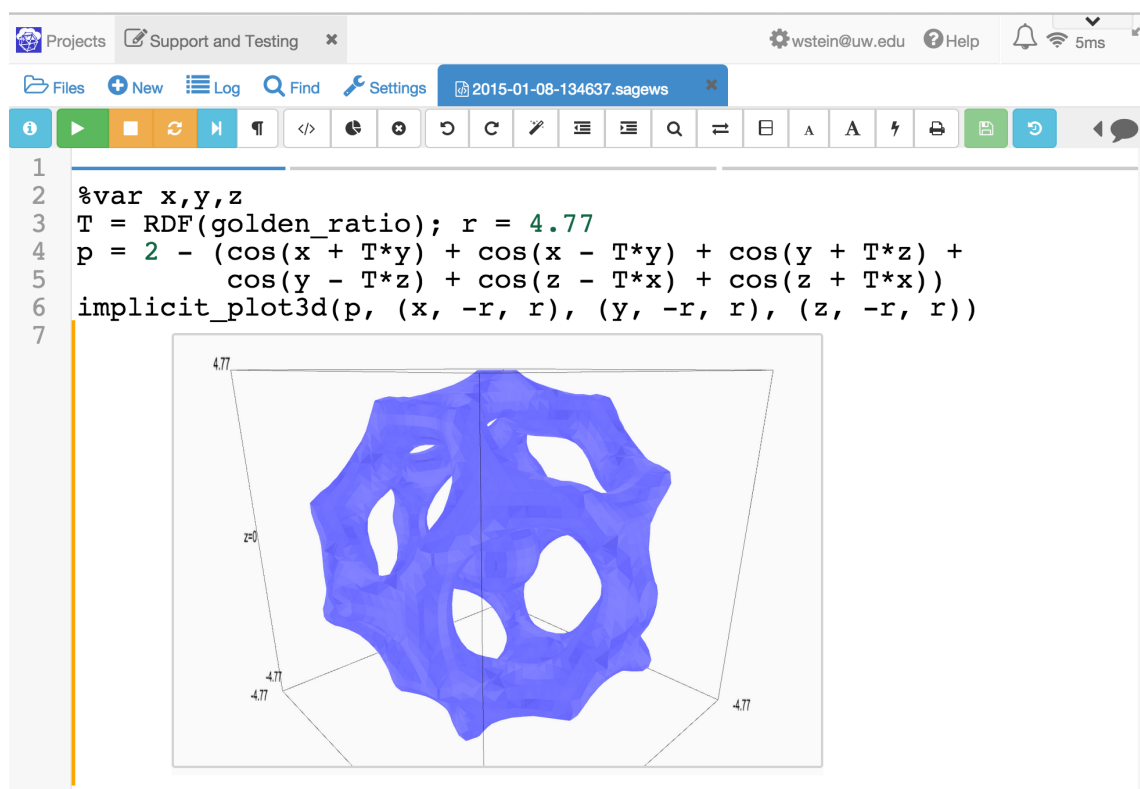 Projects Support and Testing wstein@uw.edu Help 5ms
Files New Log Find Settings 2015-01-08-134637.sagews
</> A A
1
2 %var x,y,z
3 T = RDF(golden_ratio); r = 4.77
4 p = 2 - (cos(x + T*y) + cos(x - T*y) + cos(y + T*z) +
5 cos(y - T*z) + cos(z - T*x) + cos(z + T*x))
6 implicit_plot3d(p, (x, -r, r), (y, -r, r), (z, -r, r))
7
4.77
z=0
-4.77
-4.77
-4.77